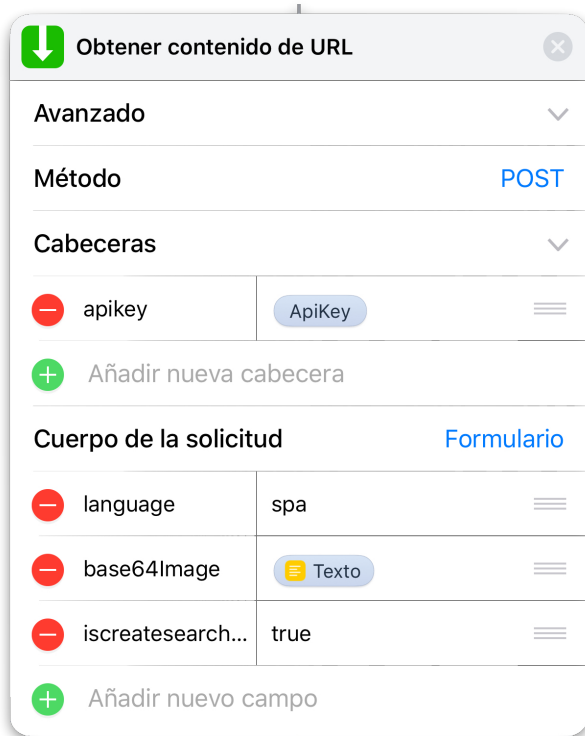 Obtener contenido de URL
Avanzado
Método POST
Cabeceras
apikey ApiKey
Añadir nueva cabecera
Cuerpo de la solicitud Formulario
language spa
base64Image Texto
iscreatesearch... true
Añadir nuevo campo